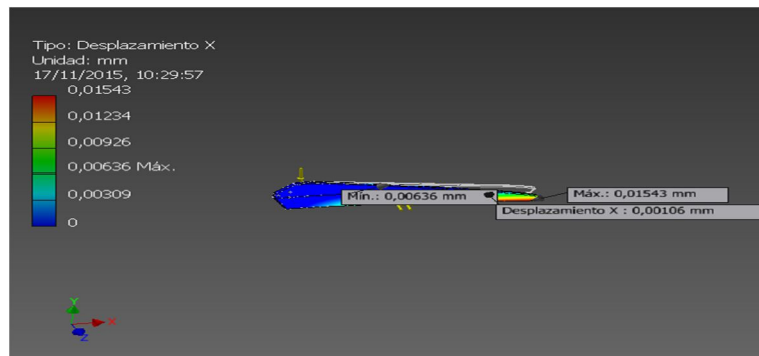 Tipo: Desplazamiento X
Unidad: mm
17/11/2015, 10:29:57
0,01543
0,01234
0,00926
0,00636 Máx.
0,00309
0
Mín.: 0,00636 mm
Máx.: 0,01543 mm
Desplazamiento X : 0,00106 mm
Y
X
Z